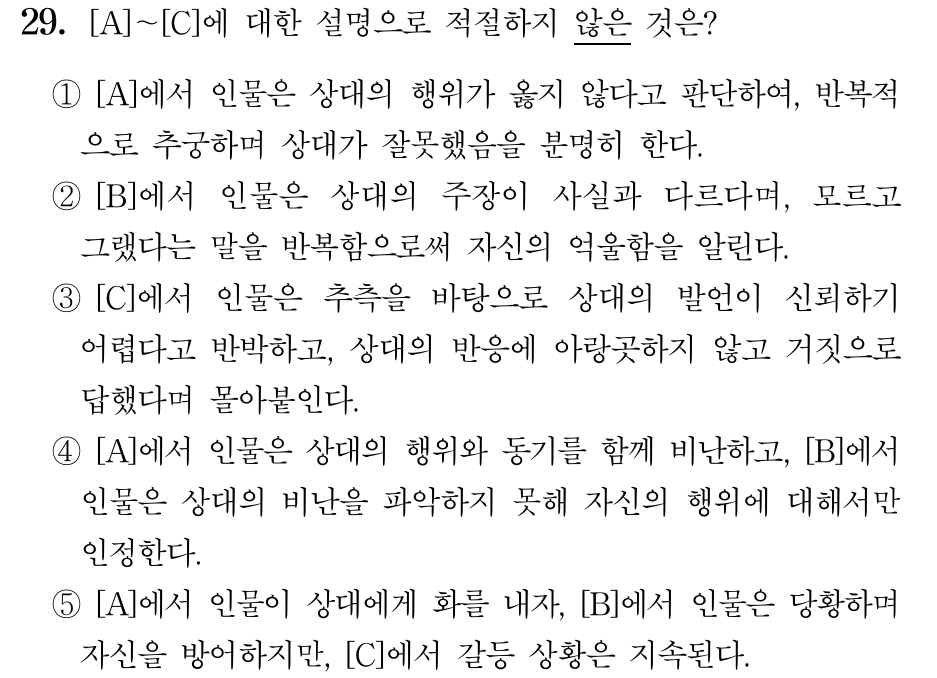 29. [A]~[C]에 대한 설명으로 적절하지 않은 것은?
① [A]에서 인물은 상대의 행위가 옳지 않다고 판단하여, 반복적
으로 추궁하며 상대가 잘못했음을 분명히 한다.
② [B]에서 인물은 상대의 주장이 사실과 다르다며, 모르고
그랬다는 말을 반복함으로써 자신의 억울함을 알린다.
③ [C]에서 인물은 추측을 바탕으로 상대의 발언이 신뢰하기
어렵다고 반박하고, 상대의 반응에 아랑곳하지 않고 거짓으로
답했다며 몰아붙인다.
④ [A]에서 인물은 상대의 행위와 동기를 함께 비난하고, [B]에서
인물은 상대의 비난을 파악하지 못해 자신의 행위에 대해서만
인정한다.
⑤ [A]에서 인물이 상대에게 화를 내자, [B]에서 인물은 당황하며
자신을 방어하지만, [C]에서 갈등 상황은 지속된다.